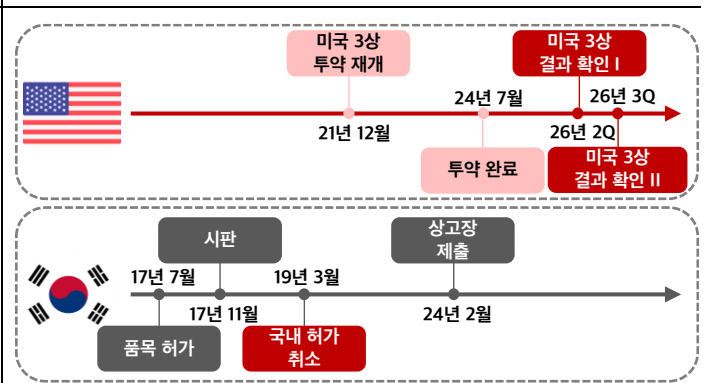 미국 3상
투약 재개
미국 3상
결과 확인 I
24년 7월
26년 3Q
21년 12월
26년 2Q
투약 완료
미국 3상
결과 확인 II
시판
상고장
제출
17년 7월
19년 3월
17년 11월
24년 2월
품목 허가
국내 허가
취소